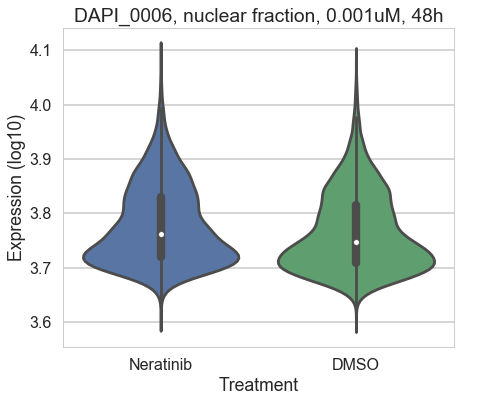 DAPI_0006, nuclear fraction, 0.001uM, 48h
Expression (log10)
4.1
4.0
3.9
3.8
3.7
3.6
Neratinib DMSO
Treatment